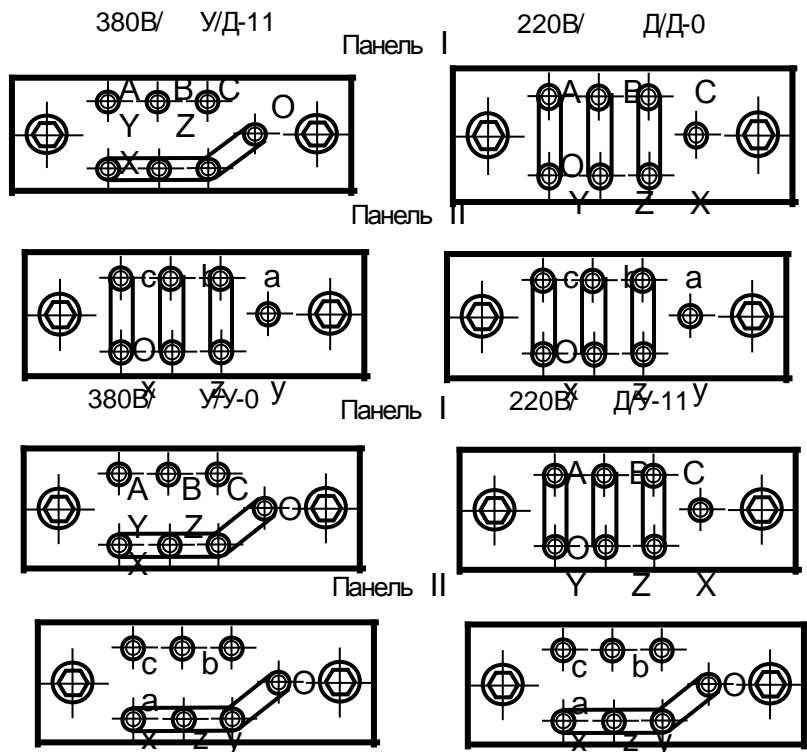 380В/ У/Д-11 220В/ Д/Д-0
Панель I
A B C O A B C
Y Z
X O
Y Z X
Панель II
c b a c b a
O O
x z y x z y
380В/ У/У-0 220В/ Д/У-11
Панель I
A B C O A B C
Y Z O
X Y Z X
Панель II
c b O c b O
a a
x z y x z y